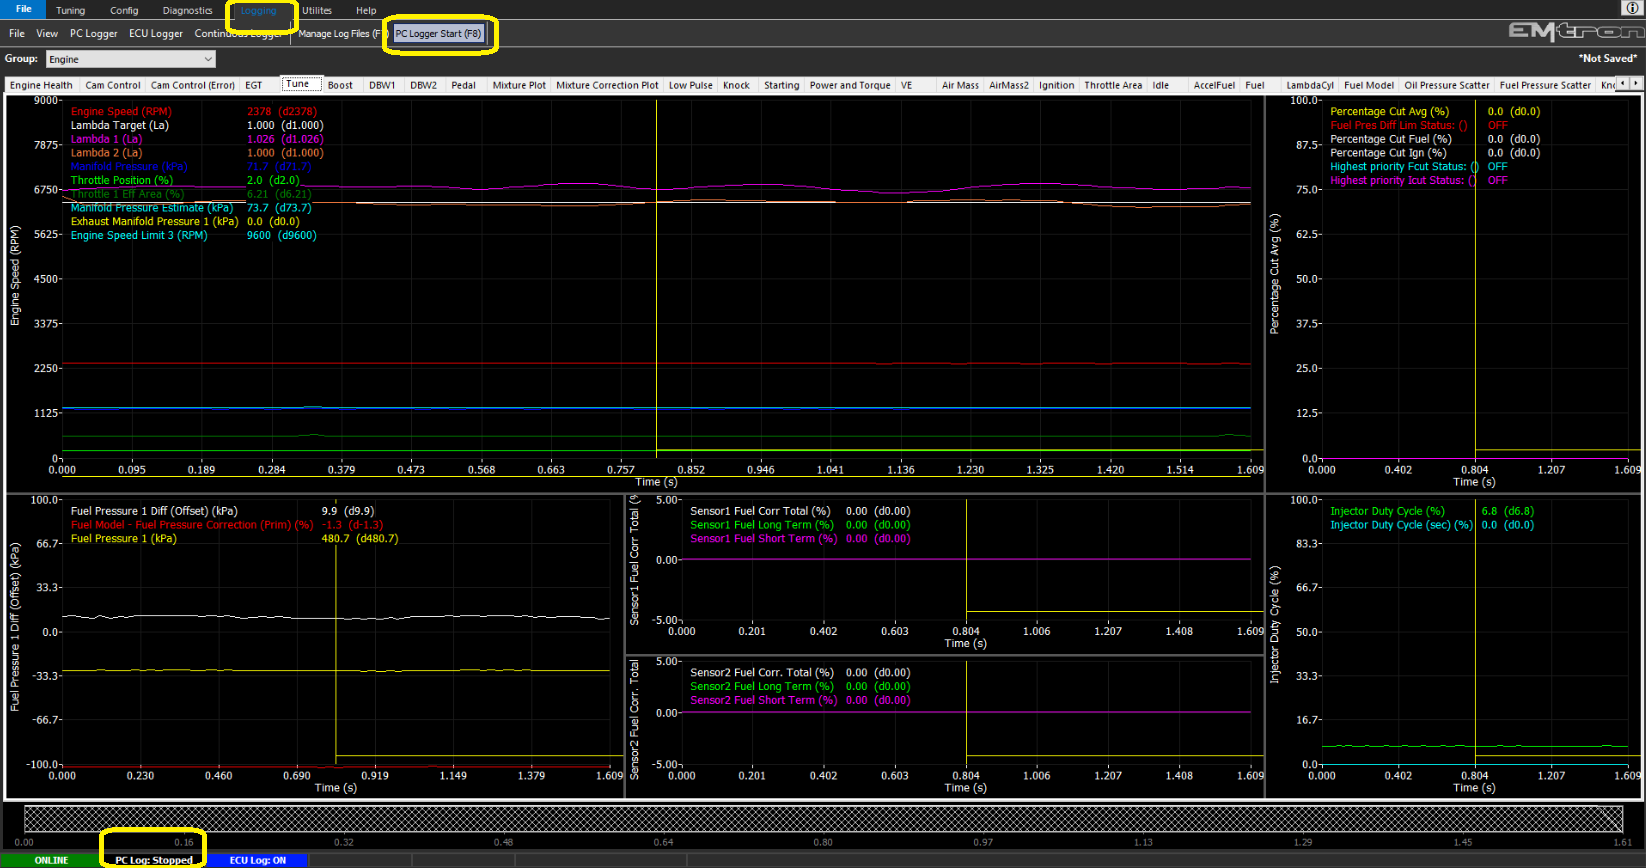 File Tuning Config Diagnostics Logging Utilites Help
File View PC Logger ECU Logger Continuous Logger Manage Log Files (F PC Logger Start (F8) EMtron
Group: Engine *Not Saved*
Engine Health Cam Control Cam Control (Error) EGT Tune Boost DBW1 DBW2 Pedal Mixture Plot Mixture Correction Plot Low Pulse Knock Starting Power and Torque VE Air Mass AirMass2 Ignition Throttle Area Idle AccelFuel Fuel LambdaCyl Fuel Model Oil Pressure Scatter Fuel Pressure Scatter Kno
Engine Speed (RPM)
9000
7875
6750
5625
4500
3375
2250
1125
0
Engine Speed (RPM) 2378 (d2378)
Lambda Target (La) 1.000 (d1.000)
Lambda 1 (La) 1.026 (d1.026)
Lambda 2 (La) 1.000 (d1.000)
Manifold Pressure (kPa) 71.7 (d71.7)
Throttle Position (%) 2.0 (d2.0)
Throttle 1 Eff Area (%) 6.21 (d6.21)
Manifold Pressure Estimate (kPa) 73.7 (d73.7)
Exhaust Manifold Pressure 1 (kPa) 0.0 (d0.0)
Engine Speed Limit 3 (RPM) 9600 (d9600)
0.000 0.095 0.189 0.284 0.379 0.473 0.568 0.663 0.757 0.852 0.946 1.041 1.136 1.230 1.325 1.420 1.514 1.609
Time (s)
Percentage Cut Avg (%)
100.0
87.5
75.0
62.5
50.0
37.5
25.0
12.5
0.0
Percentage Cut Avg (%) 0.0 (d0.0)
Fuel Pres Diff Lim Status: () OFF
Percentage Cut Fuel (%) 0.0 (d0.0)
Percentage Cut Ign (%) 0.0 (d0.0)
Highest priority Fcut Status: () OFF
Highest priority Icut Status: () OFF
0.000 0.402 0.804 1.207 1.609
Time (s)
Fuel Pressure 1 Diff (Offset) (kPa)
100.0
66.7
33.3
0.0
-33.3
-66.7
-100.0
Fuel Pressure 1 Diff (Offset) (kPa) 9.9 (d9.9)
Fuel Model - Fuel Pressure Correction (Prim) (%) -1.3 (d-1.3)
Fuel Pressure 1 (kPa) 480.7 (d480.7)
0.000 0.230 0.460 0.690 0.919 1.149 1.379 1.609
Time (s)
Sensor1 Fuel Corr Total (%
5.00
0.00
-5.00
Sensor1 Fuel Corr Total (%) 0.00 (d0.00)
Sensor1 Fuel Long Term (%) 0.00 (d0.00)
Sensor1 Fuel Short Term (%) 0.00 (d0.00)
0.000 0.201 0.402 0.603 0.804 1.006 1.207 1.408 1.609
Time (s)
Sensor2 Fuel Corr. Total
5.00
0.00
-5.00
Sensor2 Fuel Corr. Total (%) 0.00 (d0.00)
Sensor2 Fuel Long Term (%) 0.00 (d0.00)
Sensor2 Fuel Short Term (%) 0.00 (d0.00)
0.000 0.201 0.402 0.603 0.804 1.006 1.207 1.408 1.609
Time (s)
Injector Duty Cycle (%)
100.0
83.3
66.7
50.0
33.3
16.7
0.0
Injector Duty Cycle (%) 6.8 (d6.8)
Injector Duty Cycle (sec) (%) 0.0 (d0.0)
0.000 0.402 0.804 1.207 1.609
Time (s)
0.00 0.16 0.32 0.48 0.64 0.80 0.97 1.13 1.29 1.45 1.61
ONLINE PC Log: Stopped ECU Log: ON